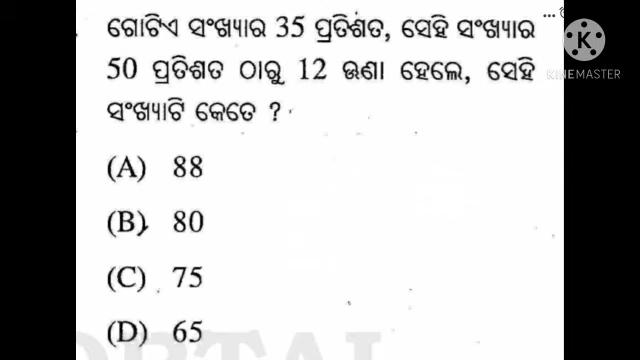 ଗୋଟିଏ ସଂଖ୍ୟାର 35 ପ୍ରତିଶତ, ସେହି ସଂଖ୍ୟାର
50 ପ୍ରତିଶତ ଠାରୁ 12 ଊଣା ହେଲେ, ସେହି
ସଂଖ୍ୟାଟି କେତେ ?
(A) 88
(B) 80
(C) 75
(D) 65
KINEMASTER